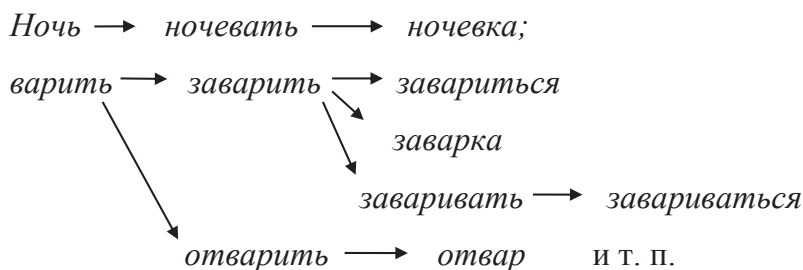 Ночь → ночевать → ночевка;
варить → заварить → завариться
заварка
заваривать → завариваться
отварить → отвар и т. п.